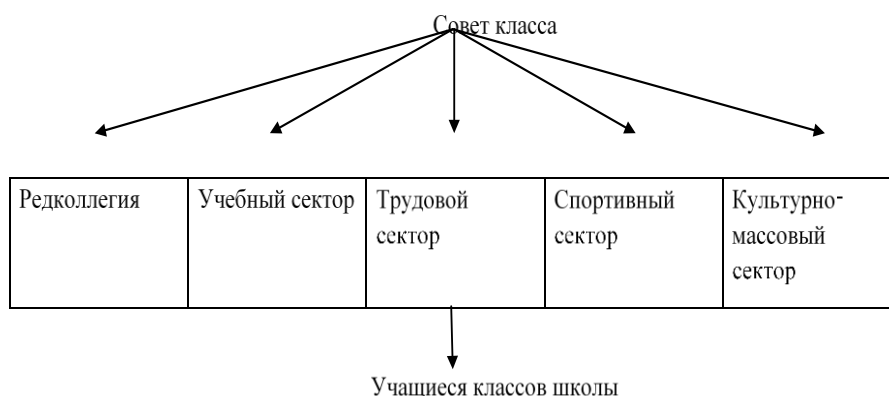 Совет класса
Редколлегия
Учебный сектор
Трудовой
сектор
Спортивный
сектор
Культурно-
массовый
сектор
Учащиеся классов школы